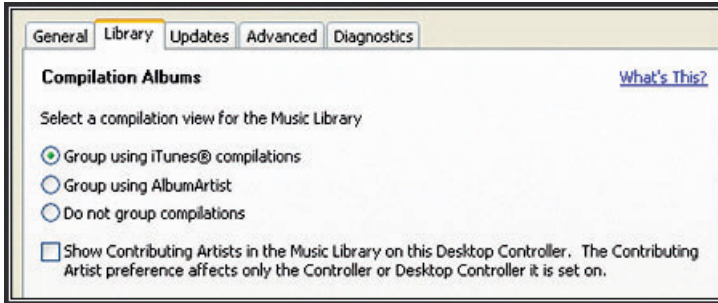 General Library Updates Advanced Diagnostics
Compilation Albums What's This?
Select a compilation view for the Music Library
Group using iTunes® compilations
Group using AlbumArtist
Do not group compilations
Show Contributing Artists in the Music Library on this Desktop Controller. The Contributing
Artist preference affects only the Controller or Desktop Controller it is set on.